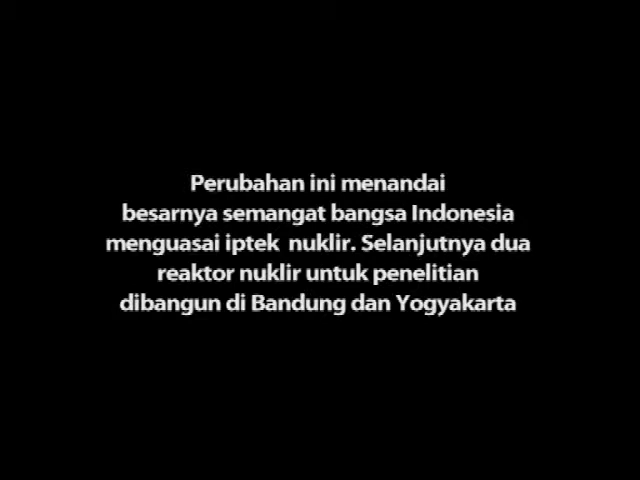 Perubahan ini menandai
besarnya semangat bangsa Indonesia
menguasai iptek  nuklir. Selanjutnya dua
reaktor nuklir untuk penelitian
dibangun di Bandung dan Yogyakarta